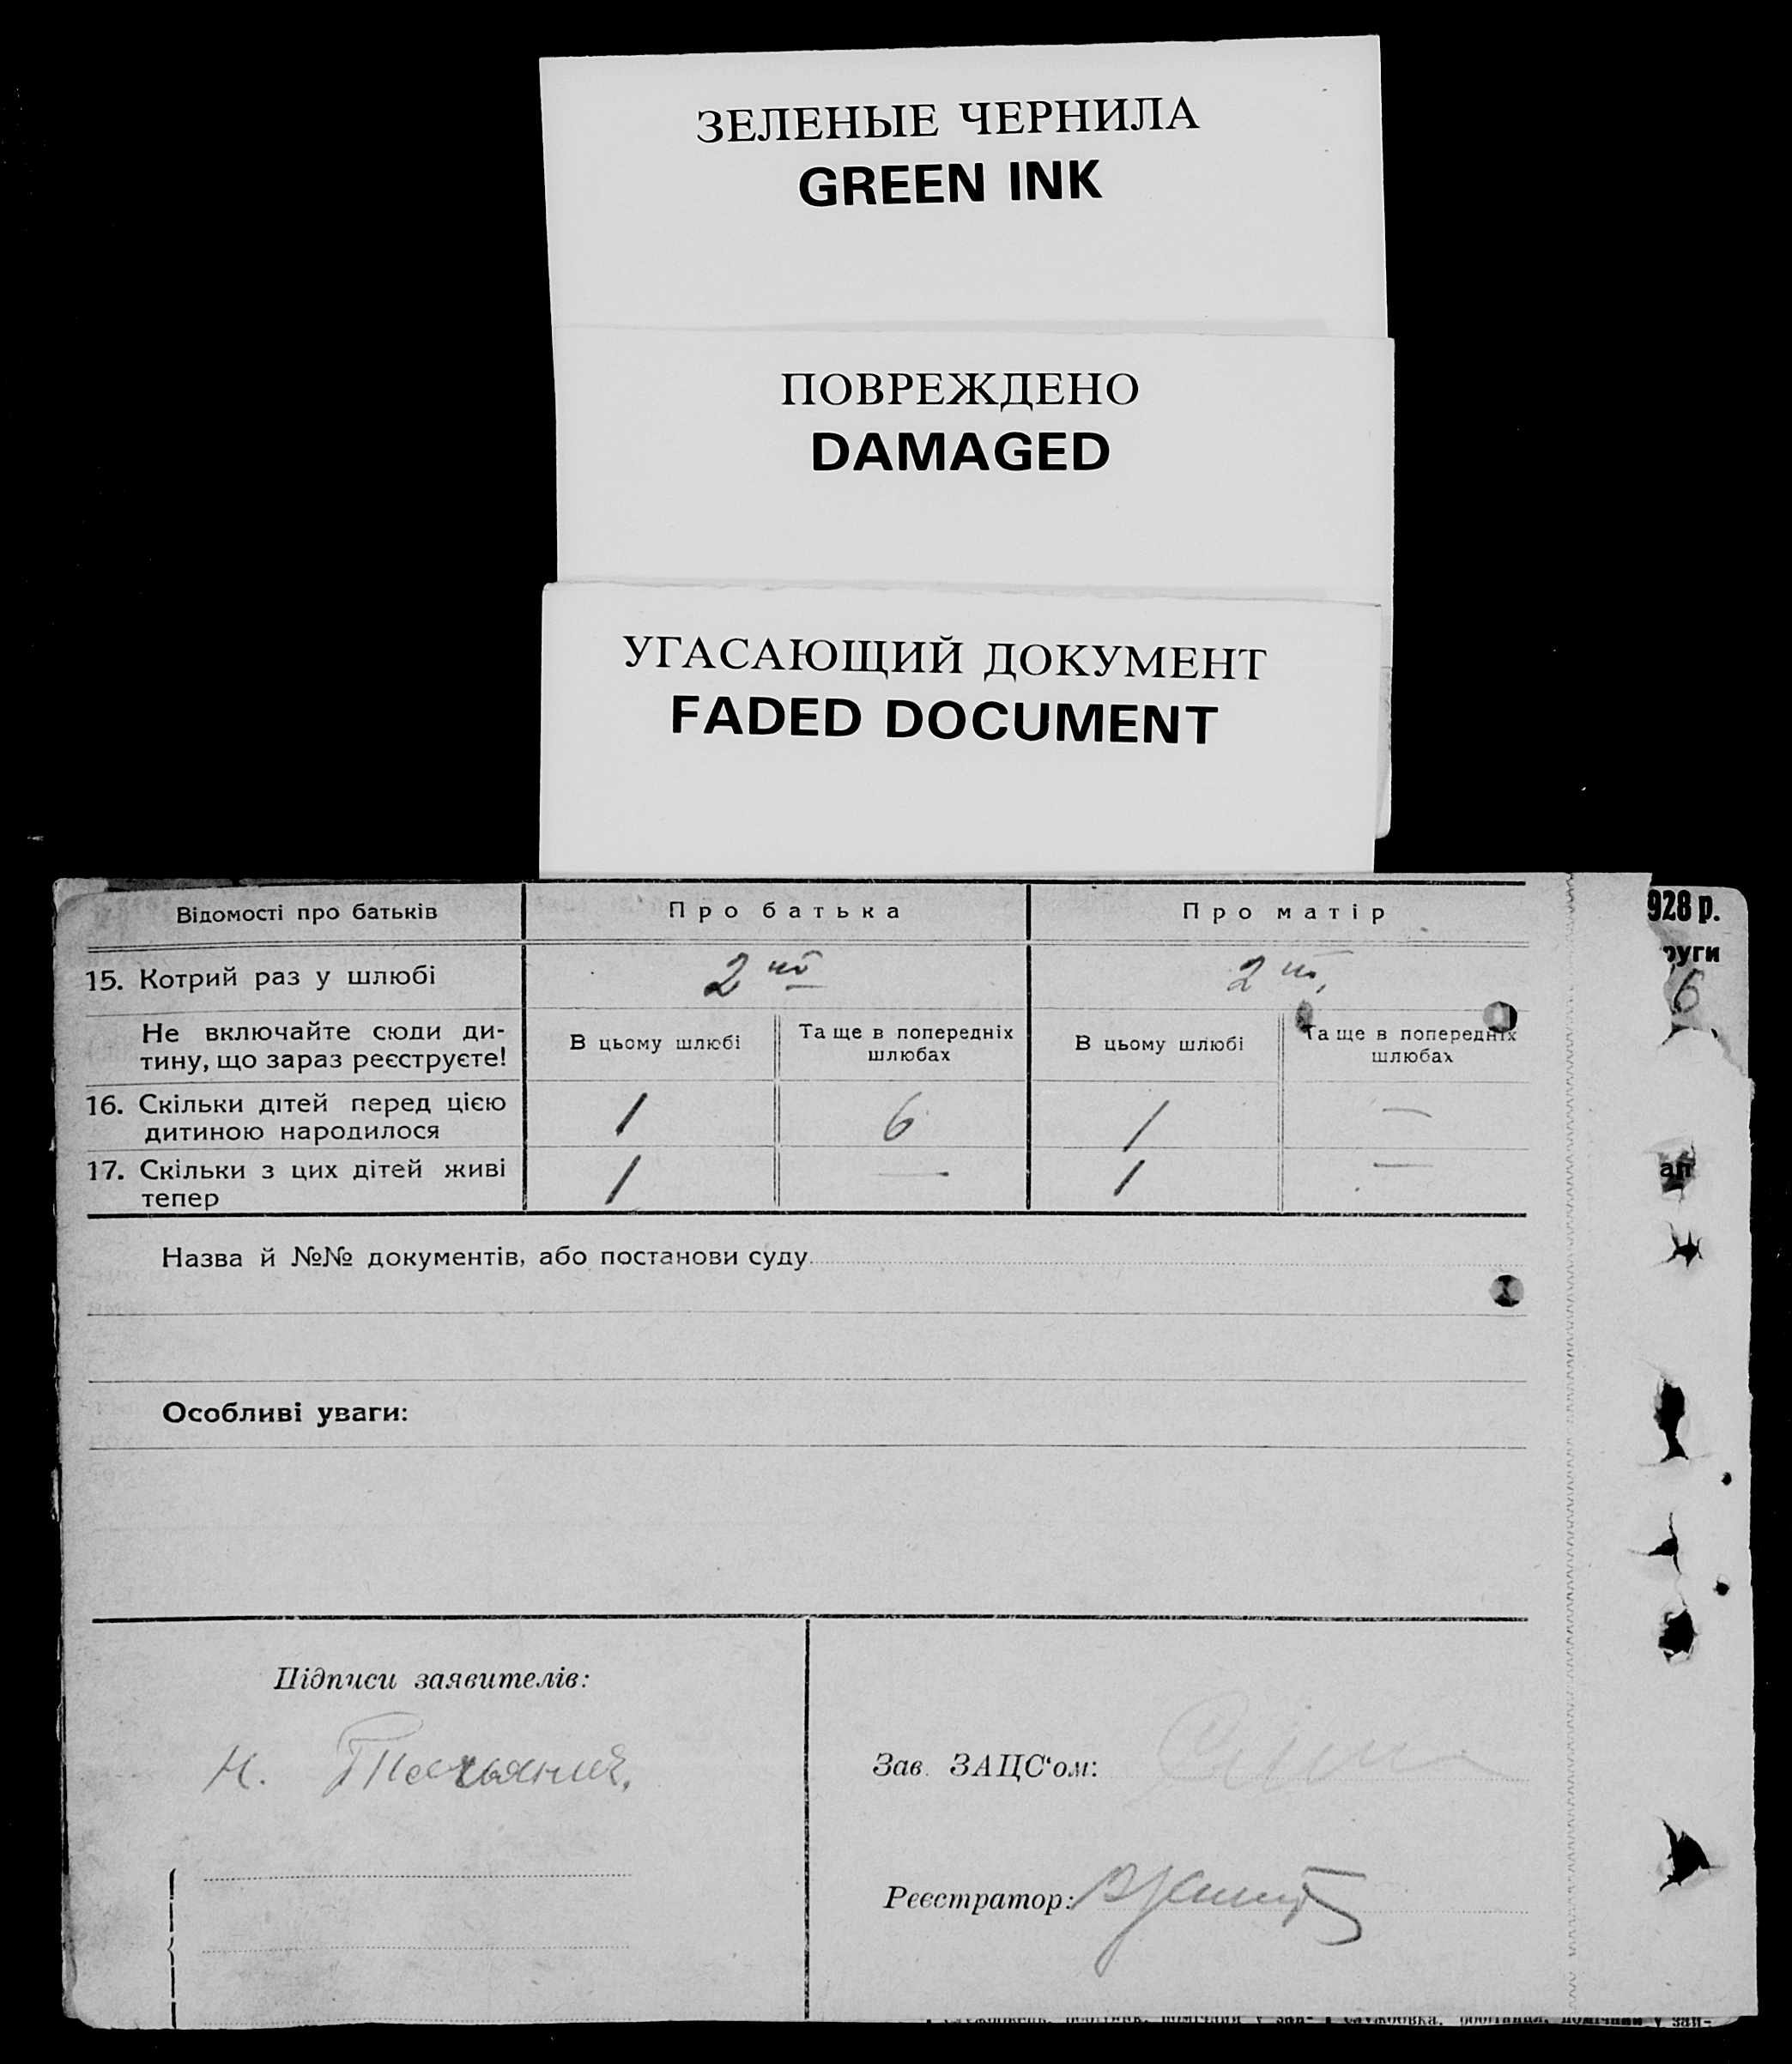 ЗЕЛЕНЫЕ ЧЕРНИЛА
GREEN INK
ПОВРЕЖДЕНО
DAMAGED
УГАСАЮЩИЙ ДОКУМЕНТ
FADED DOCUMENT
928 р.
руги
6
Відомості про батьків Про батька Про матір
15. Котрий раз у шлюбі 2 2
Не включайте сюди ди-
тину, що зараз реєструєте!
В цьому шлюбі Та ще в попередніх
шлюбах
В цьому шлюбі Та ще в попередніх
шлюбах
16. Скільки дітей перед цією
дитиною народилося
1 6 1 —
17. Скільки з цих дітей живі
тепер
1 — 1 —
Назва й №№ документів, або постанови суду
Особливі уваги:
Підписи заявителів:
Н.
Зав. ЗАЦС'ом:
Реєстратор: